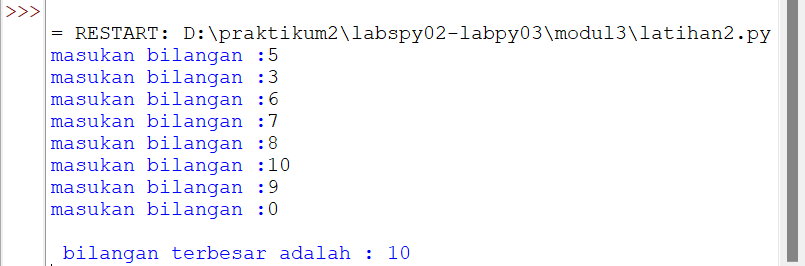 >>>
= RESTART: D:\praktikum2\labspy02-labpy03\modul3\latihan2.py
masukan bilangan :5
masukan bilangan :3
masukan bilangan :6
masukan bilangan :7
masukan bilangan :8
masukan bilangan :10
masukan bilangan :9
masukan bilangan :0
bilangan terbesar adalah : 10